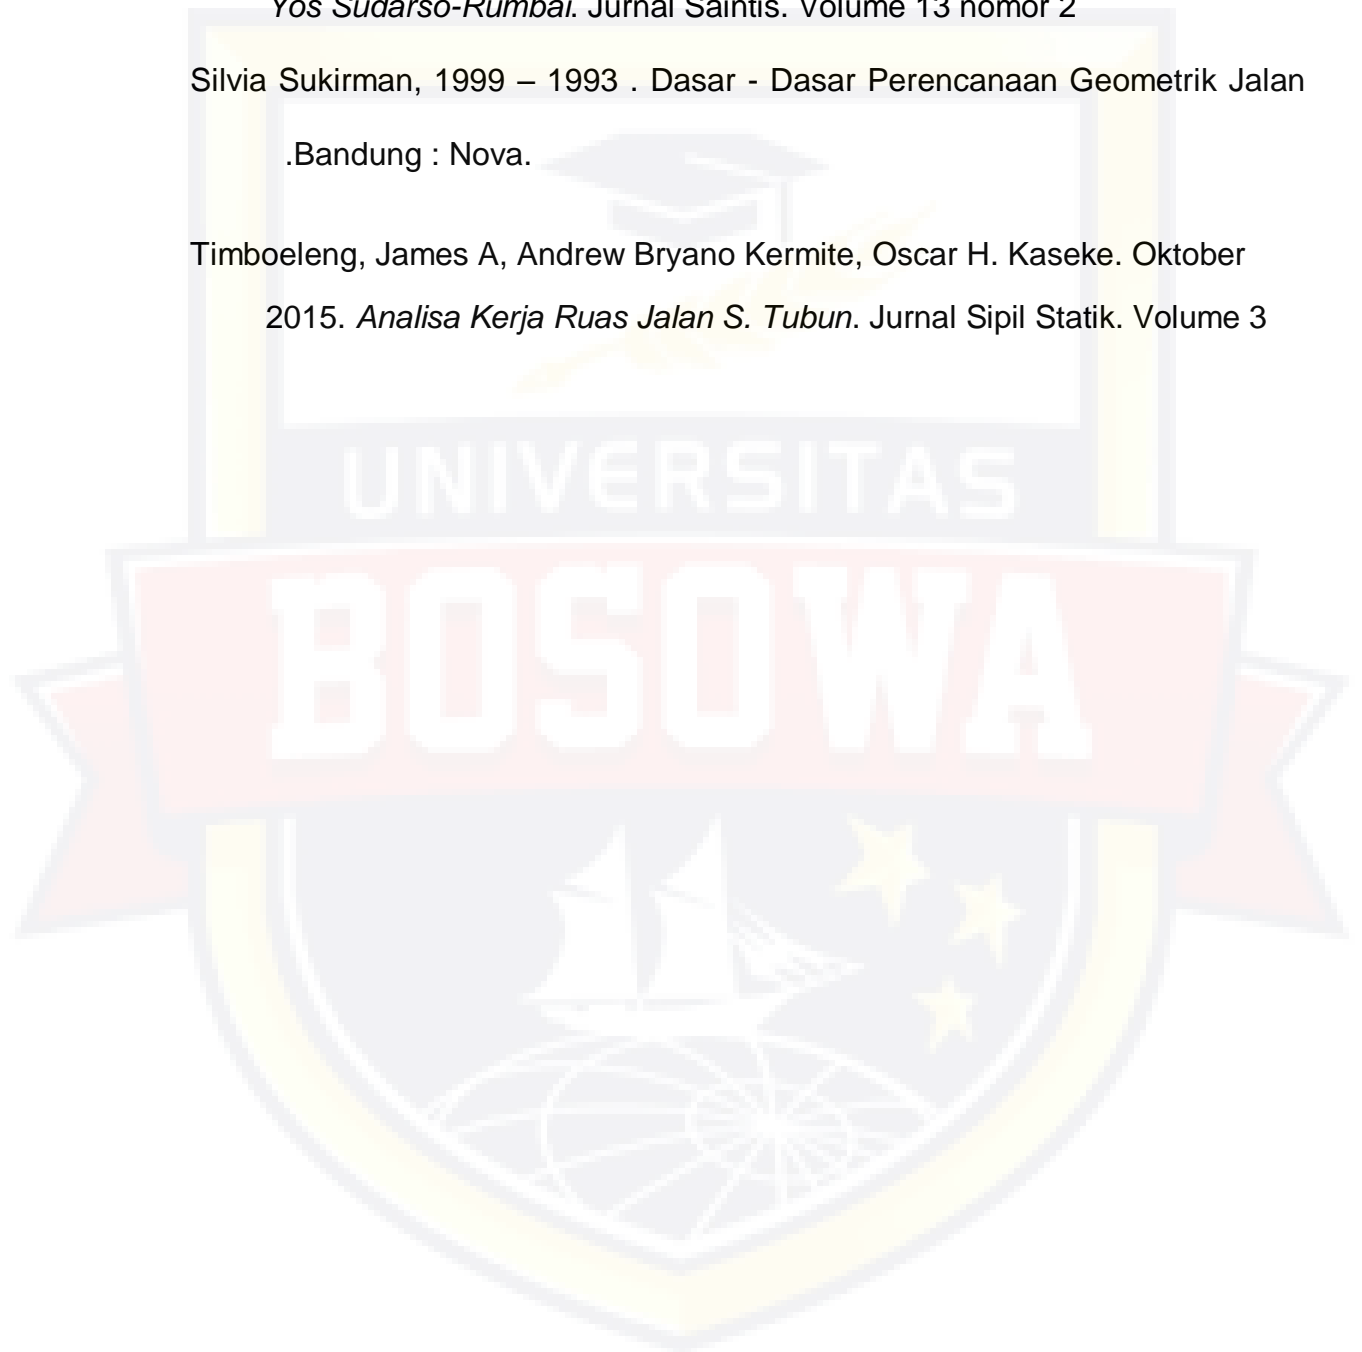 Yos Sudarso-Rumbai. Jurnal Saintis. Volume 13 nomor 2
Silvia Sukirman, 1999 – 1993 . Dasar - Dasar Perencanaan Geometrik Jalan
.Bandung : Nova.
Timboeleng, James A, Andrew Bryano Kermite, Oscar H. Kaseke. Oktober
2015. Analisa Kerja Ruas Jalan S. Tubun. Jurnal Sipil Statik. Volume 3
UNIVERSITAS
BOSOWA